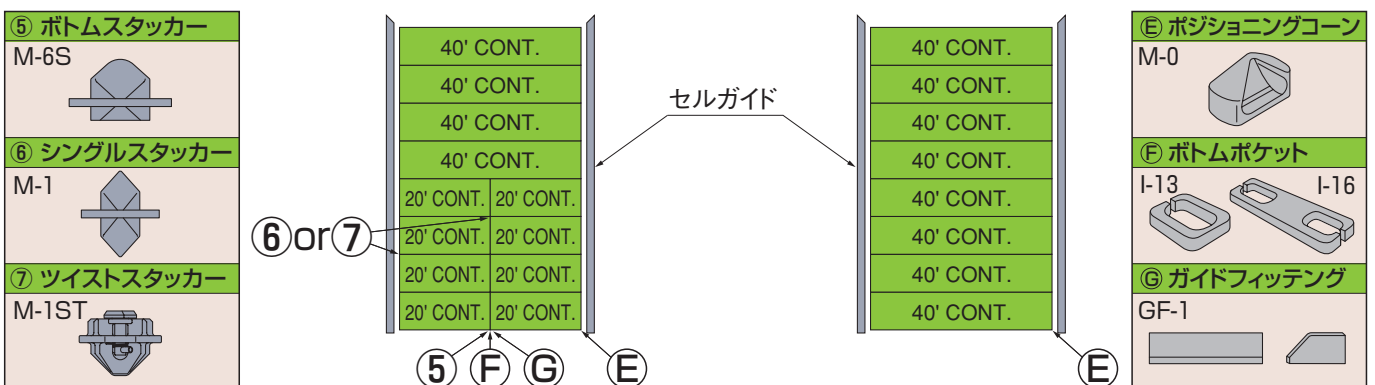 ⑤ ボトムスタッカー
M-6S
⑥ シングルスタッカー
M-1
⑦ ツイストスタッカー
M-1ST
40' CONT.
40' CONT.
40' CONT.
40' CONT.
20' CONT. 20' CONT.
20' CONT. 20' CONT.
20' CONT. 20' CONT.
20' CONT. 20' CONT.
⑥or⑦
⑤ Ⓕ Ⓖ Ⓔ
セルガイド
40' CONT.
40' CONT.
40' CONT.
40' CONT.
40' CONT.
40' CONT.
40' CONT.
40' CONT.
Ⓔ
Ⓔ ポジショニングコーン
M-0
Ⓕ ボトムポケット
I-13 I-16
Ⓖ ガイドフィッテング
GF-1